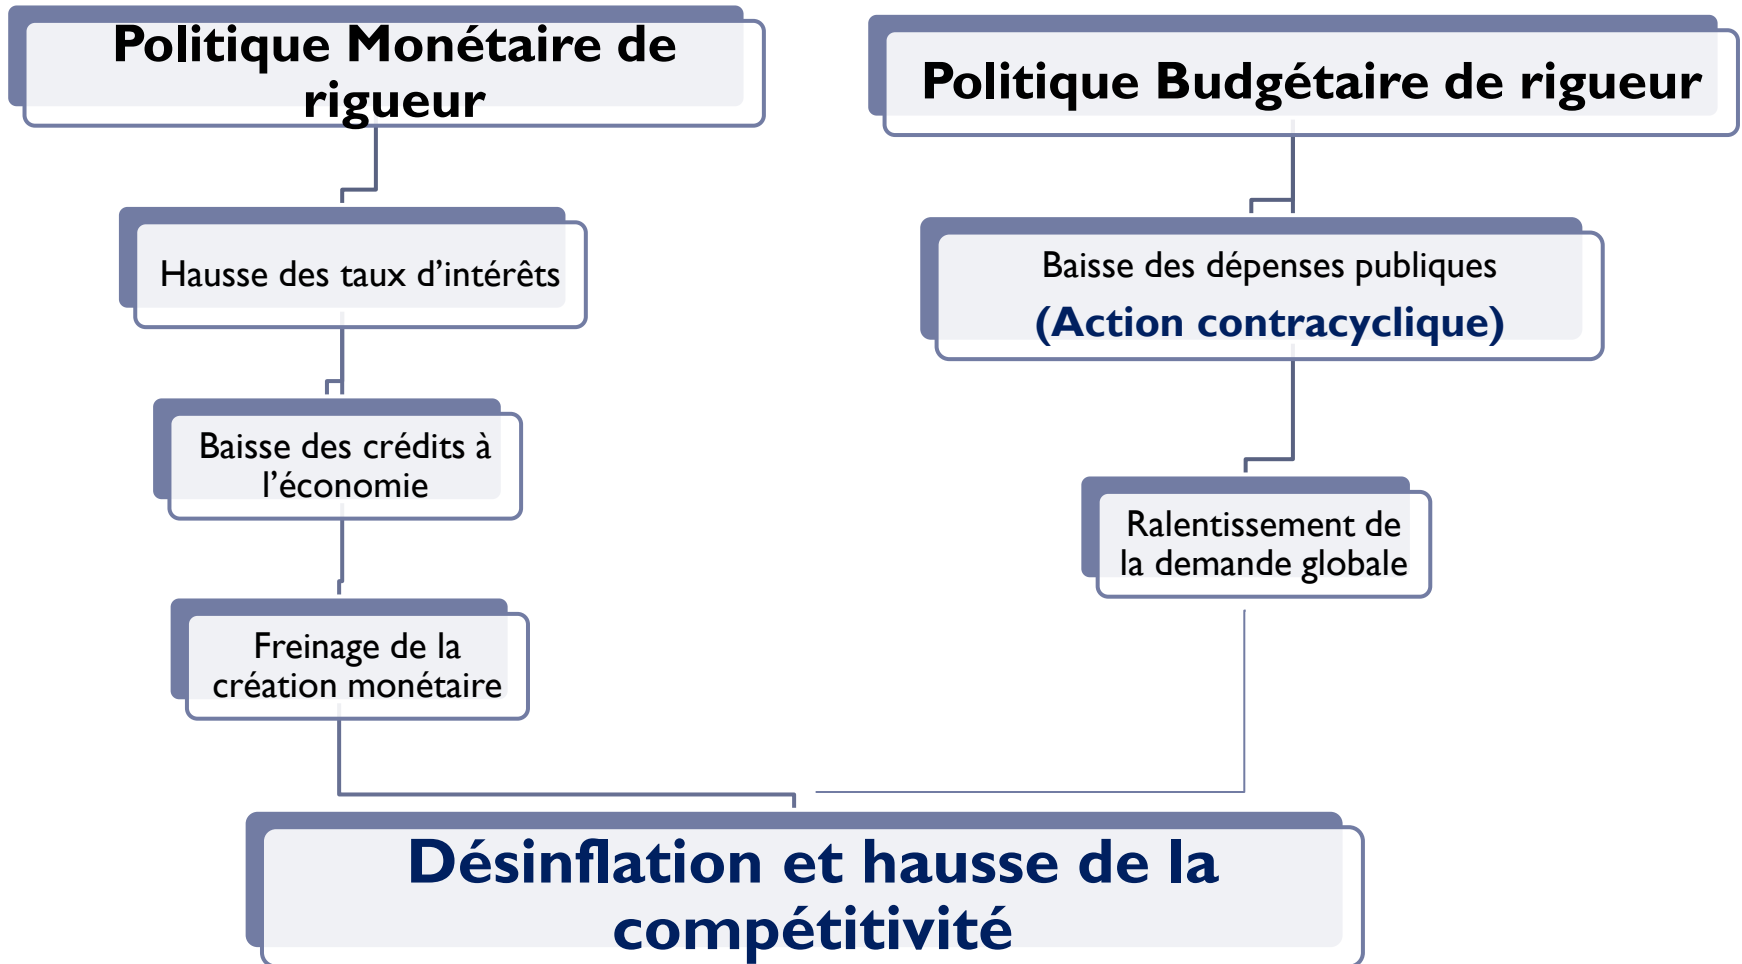 Politique Monétaire de
rigueur
Hausse des taux d’intérêts
Baisse des crédits à
l’économie
Freinage de la
création monétaire
Politique Budgétaire de rigueur
Baisse des dépenses publiques
(Action contracyclique)
Ralentissement de
la demande globale
Désinflation et hausse de la
compétitivité